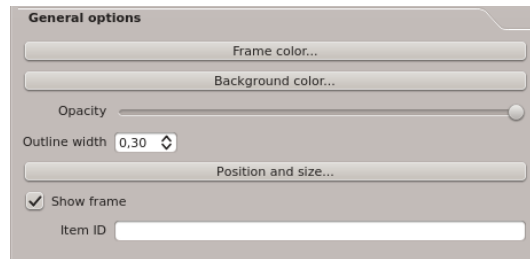 General options
Frame color...
Background color...
Opacity
Outline width 0,30
Position and size...
Show frame
Item ID